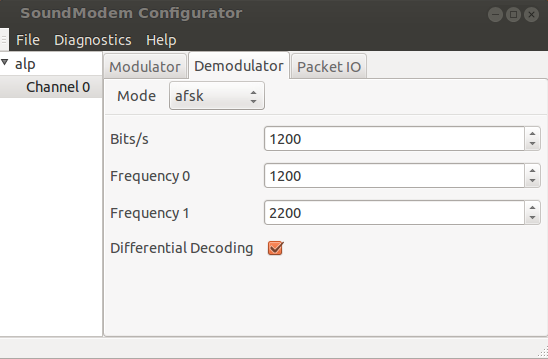 SoundModem Configurator
File Diagnostics Help
alp
Channel 0
Modulator Demodulator Packet IO
Mode afsk
Bits/s 1200
Frequency 0 1200
Frequency 1 2200
Differential Decoding